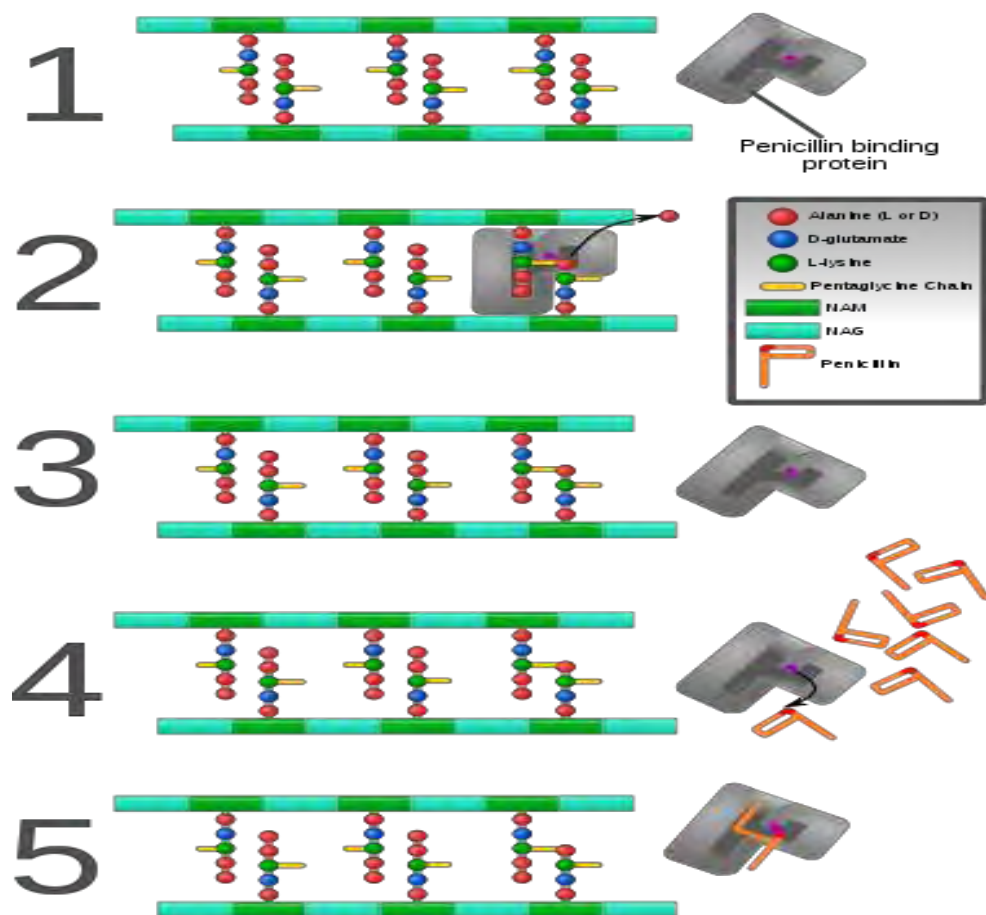 1
Penicillin binding
protein
2
Alanine (L or D)
D-glutamate
L-lysine
Pentaglycine Chain
NAM
NAG
Penicillin
3
4
5